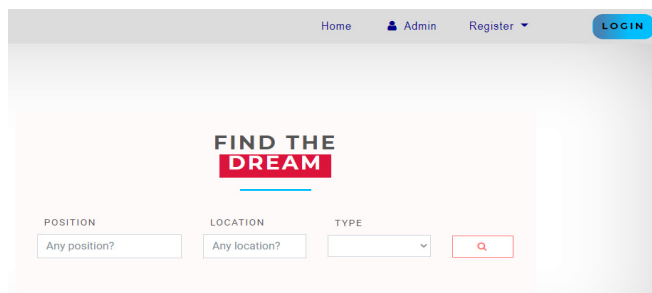 Home Admin Register LOGIN
FIND THE
DREAM
POSITION LOCATION TYPE
Any position? Any location?